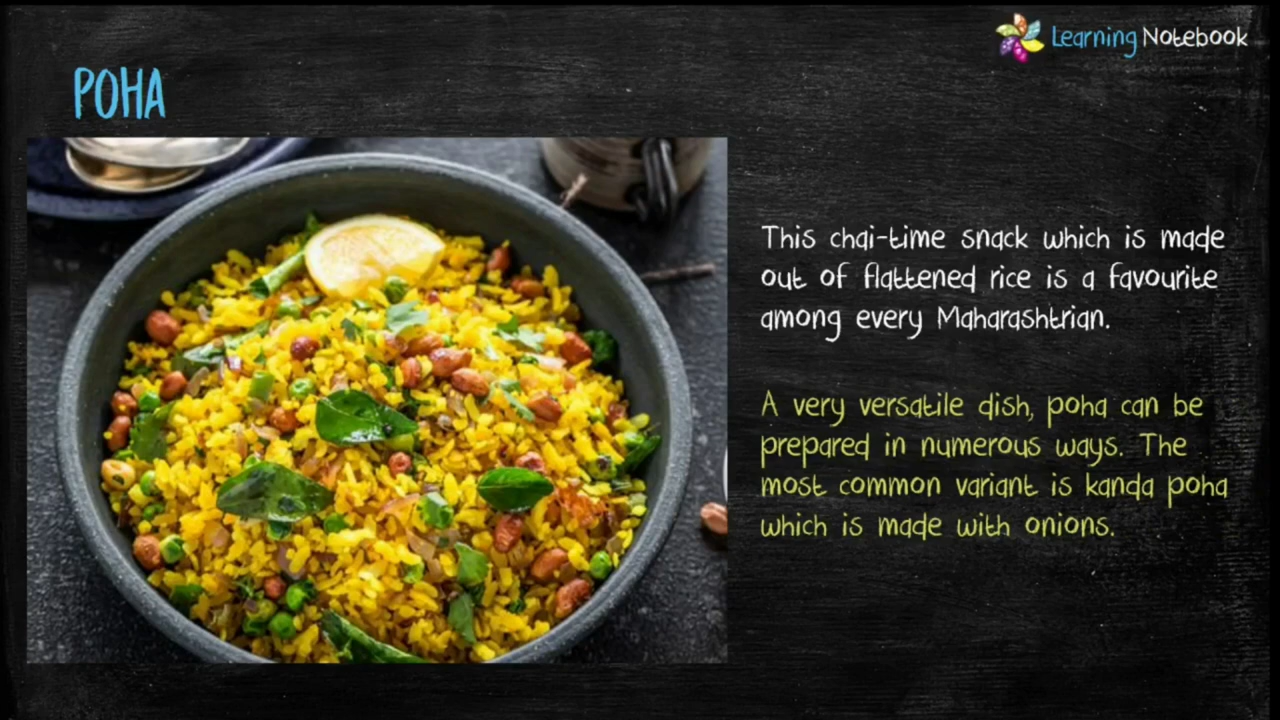 Learning Notebook
POHA
This chai-time snack which is made
out of flattened rice is a favourite
among every Maharashtrian.
A very versatile dish, poha can be
prepared in numerous ways. The
most common variant is kanda poha
which is made with onions.